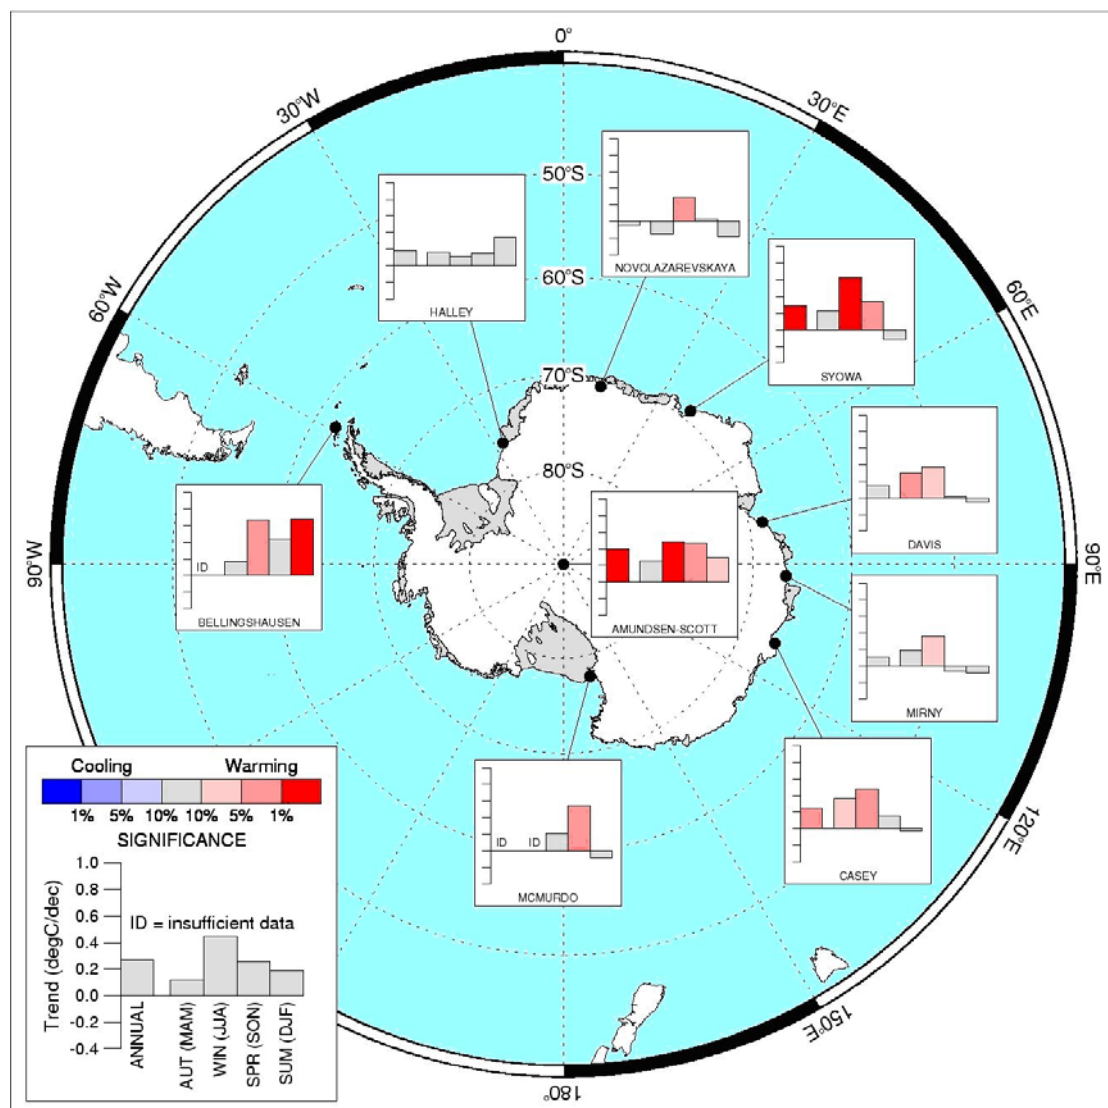 0°
30°W
30°E
50°S
NOVOLAZAREVSKAYA
60°S
60°W
60°E
HALLEY
SYOWA
70°S
80°S
DAVIS
ID
90°W
90°E
BELLINGSHAUSEN
AMUNDSEN-SCOTT
MIRNY
Cooling Warming
1% 5% 10% 10% 5% 1%
SIGNIFICANCE
120°E
ID ID
CASEY
MCMURDO
1.0
0.8
ID = insufficient data
0.6
0.4
0.2
0.0
-0.2
-0.4
Trend (degC/dec)
ANNUAL
AUT (MAM)
WIN (JJA)
SPR (SON)
SUM (DJF)
150°E
180°